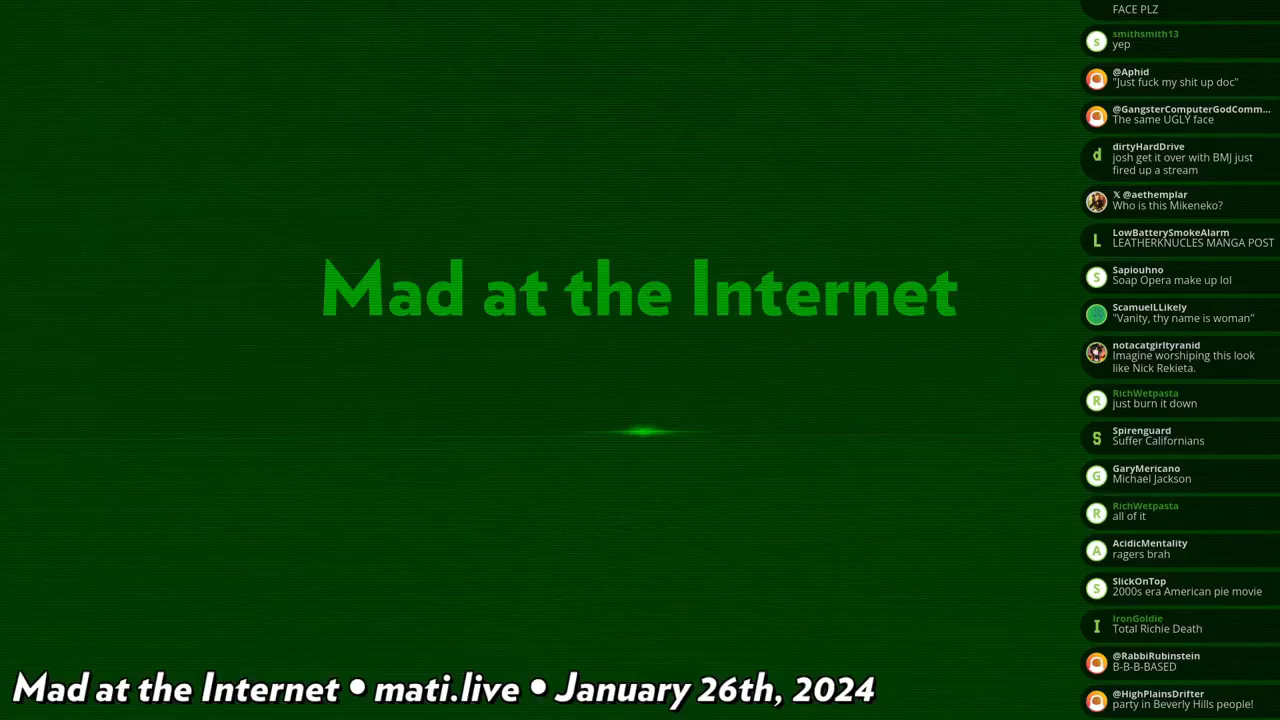 Mad at the Internet
Mad at the Internet • mati.live • January 26th, 2024
FACE PLZ
s
smithsmith13
yep
@Aphid
"Just fuck my shit up doc"
@GangsterComputerGodComm...
The same UGLY face
d
dirtyHardDrive
josh get it over with BMJ just
fired up a stream
𝕏 @aethemplar
Who is this Mikeneko?
L
LowBatterySmokeAlarm
LEATHERKNUCLES MANGA POST
S
Sapiouhno
Soap Opera make up lol
ScamuelLLikely
"Vanity, thy name is woman"
notacatgirltyranid
Imagine worshiping this look
like Nick Rekieta.
R
RichWetpasta
just burn it down
S
Spirenguard
Suffer Californians
G
GaryMericano
Michael Jackson
R
RichWetpasta
all of it
A
AcidicMentality
ragers brah
S
SlickOnTop
2000s era American pie movie
I
IronGoldie
Total Richie Death
@RabbiRubinstein
B-B-B-BASED
@HighPlainsDrifter
party in Beverly Hills people!